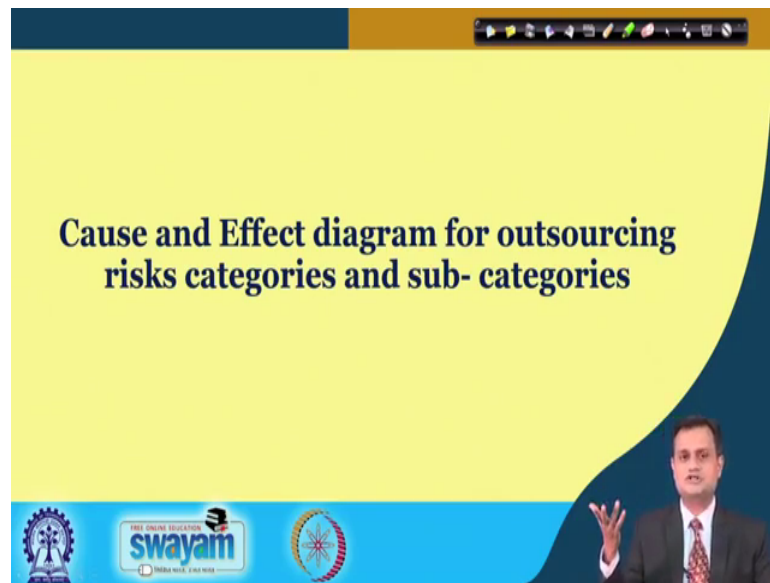 Cause and Effect diagram for outsourcing
risks categories and sub- categories
FREE ONLINE EDUCATION
swayam